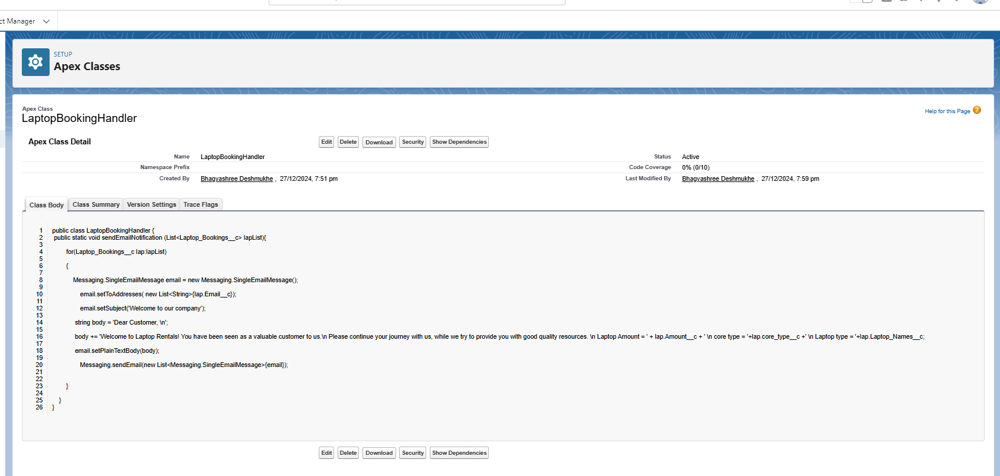 ct Manager
SETUP
Apex Classes
Apex Class
LaptopBookingHandler
Help for this Page ?
Apex Class Detail
Edit Delete Download Security Show Dependencies
Name LaptopBookingHandler Status Active
Namespace Prefix Code Coverage 0% (0/10)
Created By Bhagyashree Deshmukhe , 27/12/2024, 7:51 pm Last Modified By Bhagyashree Deshmukhe , 27/12/2024, 7:59 pm
Class Body Class Summary Version Settings Trace Flags
1 public class LaptopBookingHandler {
2 public static void sendEmailNotification (List<Laptop_Bookings__c> lapList){
3
4 for(Laptop_Bookings__c lap:lapList)
5
6 {
7
8 Messaging.SingleEmailMessage email = new Messaging.SingleEmailMessage();
9
10 email.setToAddresses( new List<String>{lap.Email__c});
11
12 email.setSubject('Welcome to our company');
13
14 string body = 'Dear Customer, \n';
15
16 body += 'Welcome to Laptop Rentals! You have been seen as a valuable customer to us.\n Please continue your journey with us, while we try to provide you with good quality resources. \n Laptop Amount = ' + lap.Amount__c + ' \n core type = '+lap.core_type__c +' \n Laptop type = '+lap.Laptop_Names__c;
17
18 email.setPlainTextBody(body);
19
20 Messaging.sendEmail(new List<Messaging.SingleEmailMessage>{email});
21
22
23 }
24
25 }
26 }
Edit Delete Download Security Show Dependencies